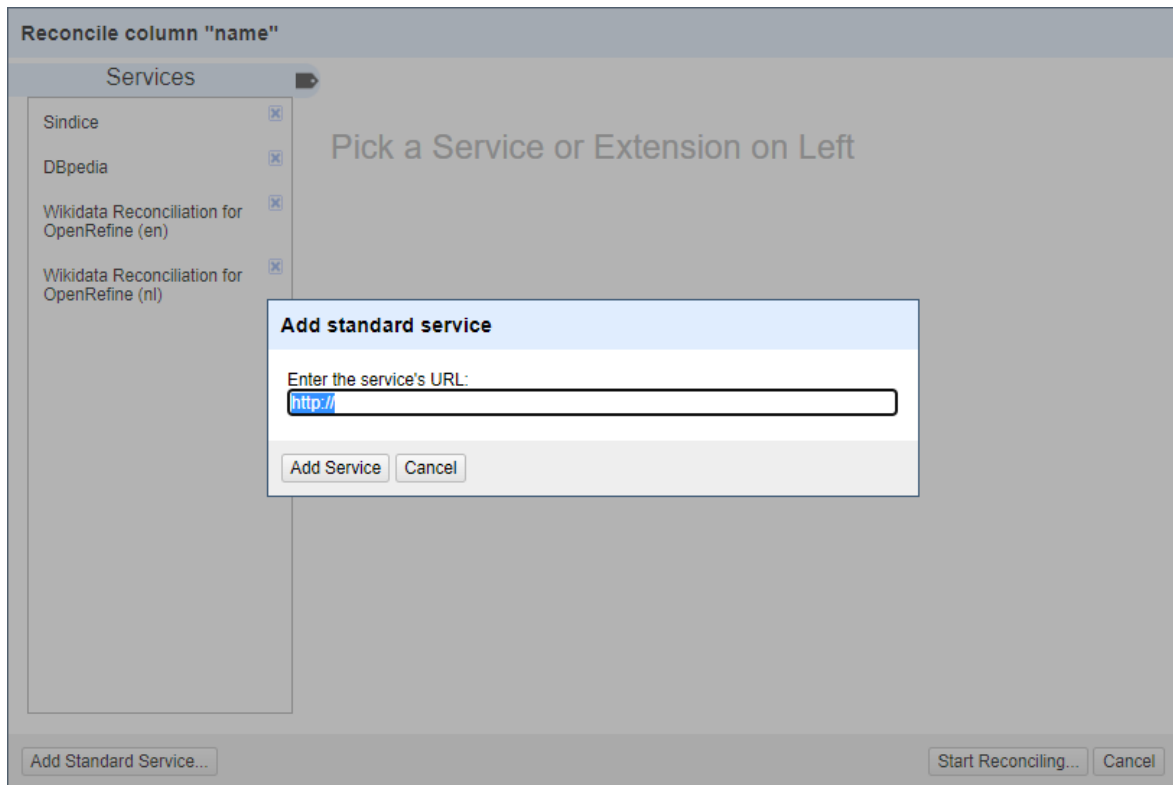 Reconcile column "name"
Services
Sindice
DBpedia
Wikidata Reconciliation for
OpenRefine (en)
Wikidata Reconciliation for
OpenRefine (nl)
Pick a Service or Extension on Left
Add standard service
Enter the service's URL:
http://
Add Service
Cancel
Add Standard Service...
Start Reconciling...
Cancel